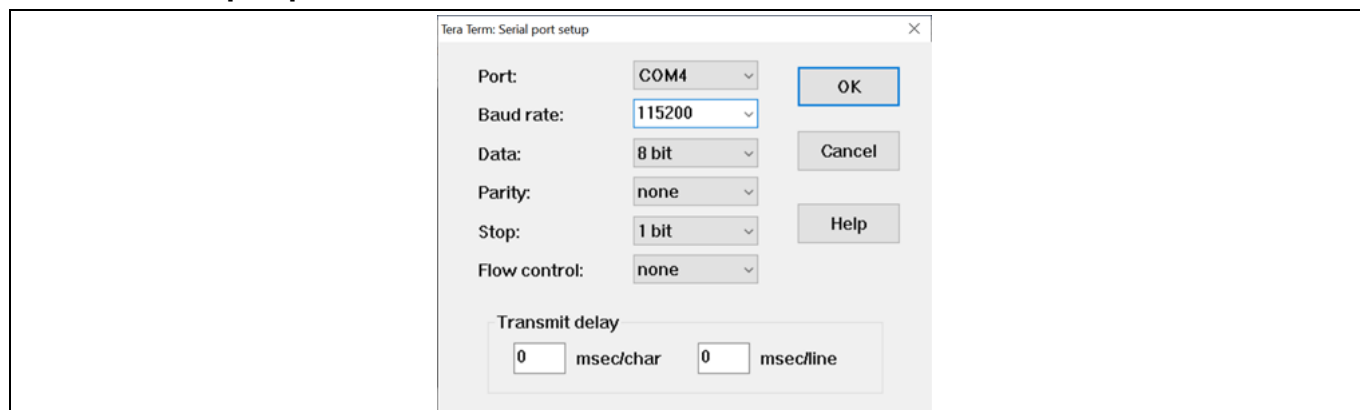 Tera Term: Serial port setup
Port: COM4
OK
Baud rate: 115200
Data: 8 bit
Cancel
Parity: none
Stop: 1 bit
Help
Flow control: none
Transmit delay
0 msec/char 0 msec/line